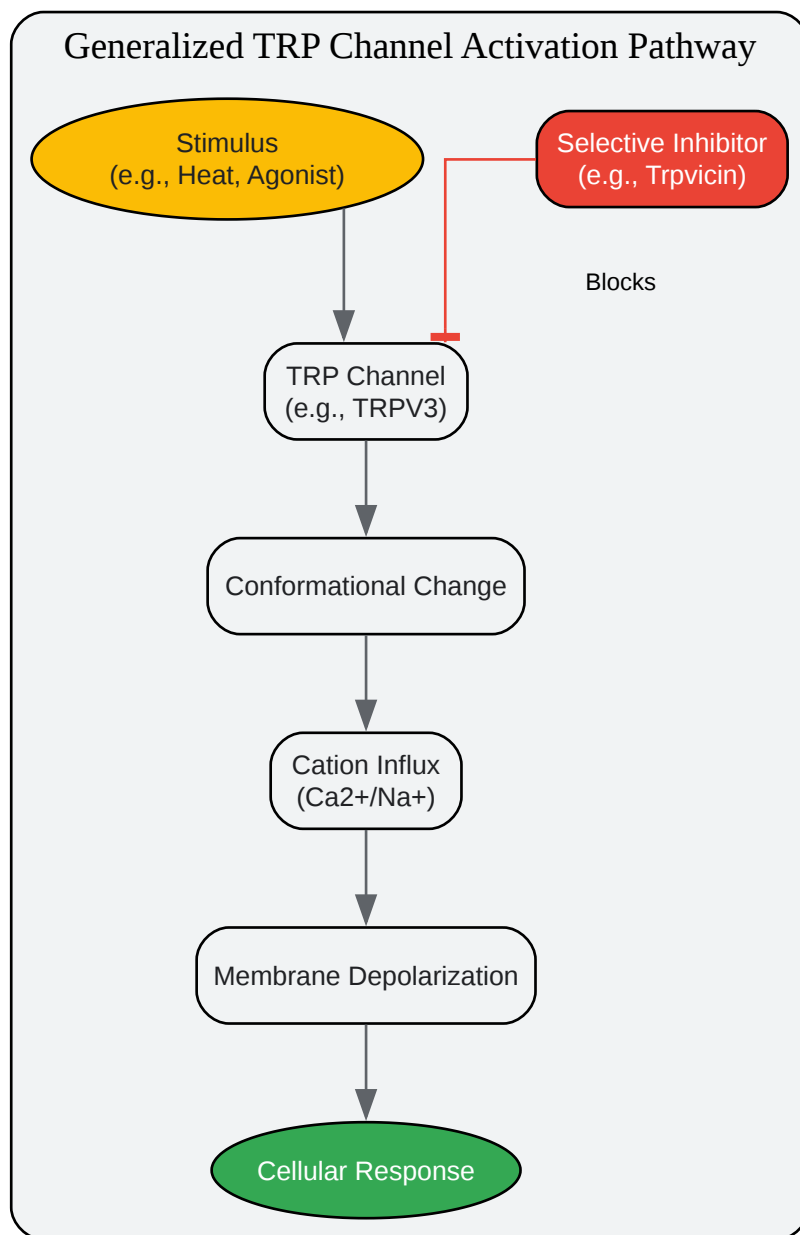 Generalized TRP Channel Activation Pathway
Stimulus
(e.g., Heat, Agonist)
Selective Inhibitor
(e.g., Trpvicin)
Blocks
TRP Channel
(e.g., TRPV3)
Conformational Change
Cation Influx
(Ca2+/Na+)
Membrane Depolarization
Cellular Response